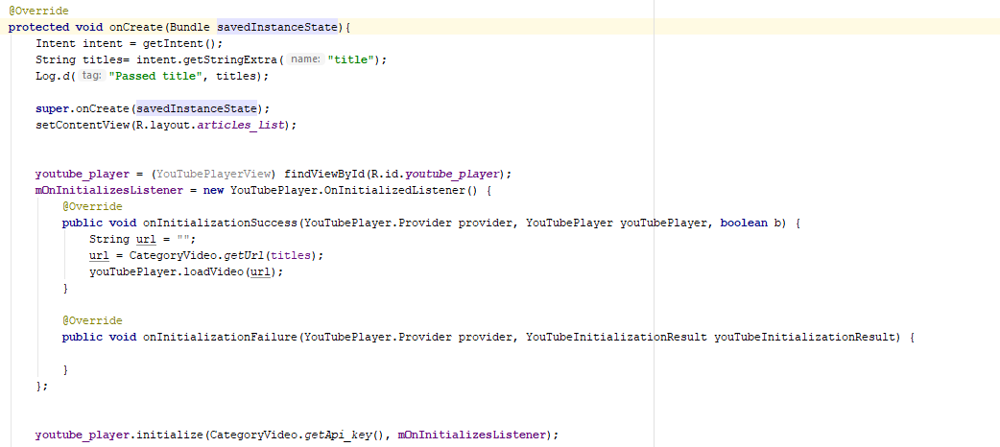 @Override
protected void onCreate(Bundle savedInstanceState){
Intent intent = getIntent();
String titles= intent.getStringExtra( name: "title");
Log.d( tag: "Passed title", titles);
super.onCreate(savedInstanceState);
setContentView(R.layout.articles_list);
youtube_player = (YouTubePlayerView) findViewById(R.id.youtube_player);
mOnInitializesListener = new YouTubePlayer.OnInitializedListener() {
@Override
public void onInitializationSuccess(YouTubePlayer.Provider provider, YouTubePlayer youTubePlayer, boolean b) {
String url = "";
url = CategoryVideo.getUrl(titles);
youTubePlayer.loadVideo(url);
}
@Override
public void onInitializationFailure(YouTubePlayer.Provider provider, YouTubeInitializationResult youTubeInitializationResult) {
}
};
youtube_player.initialize(CategoryVideo.getApi_key(), mOnInitializesListener);